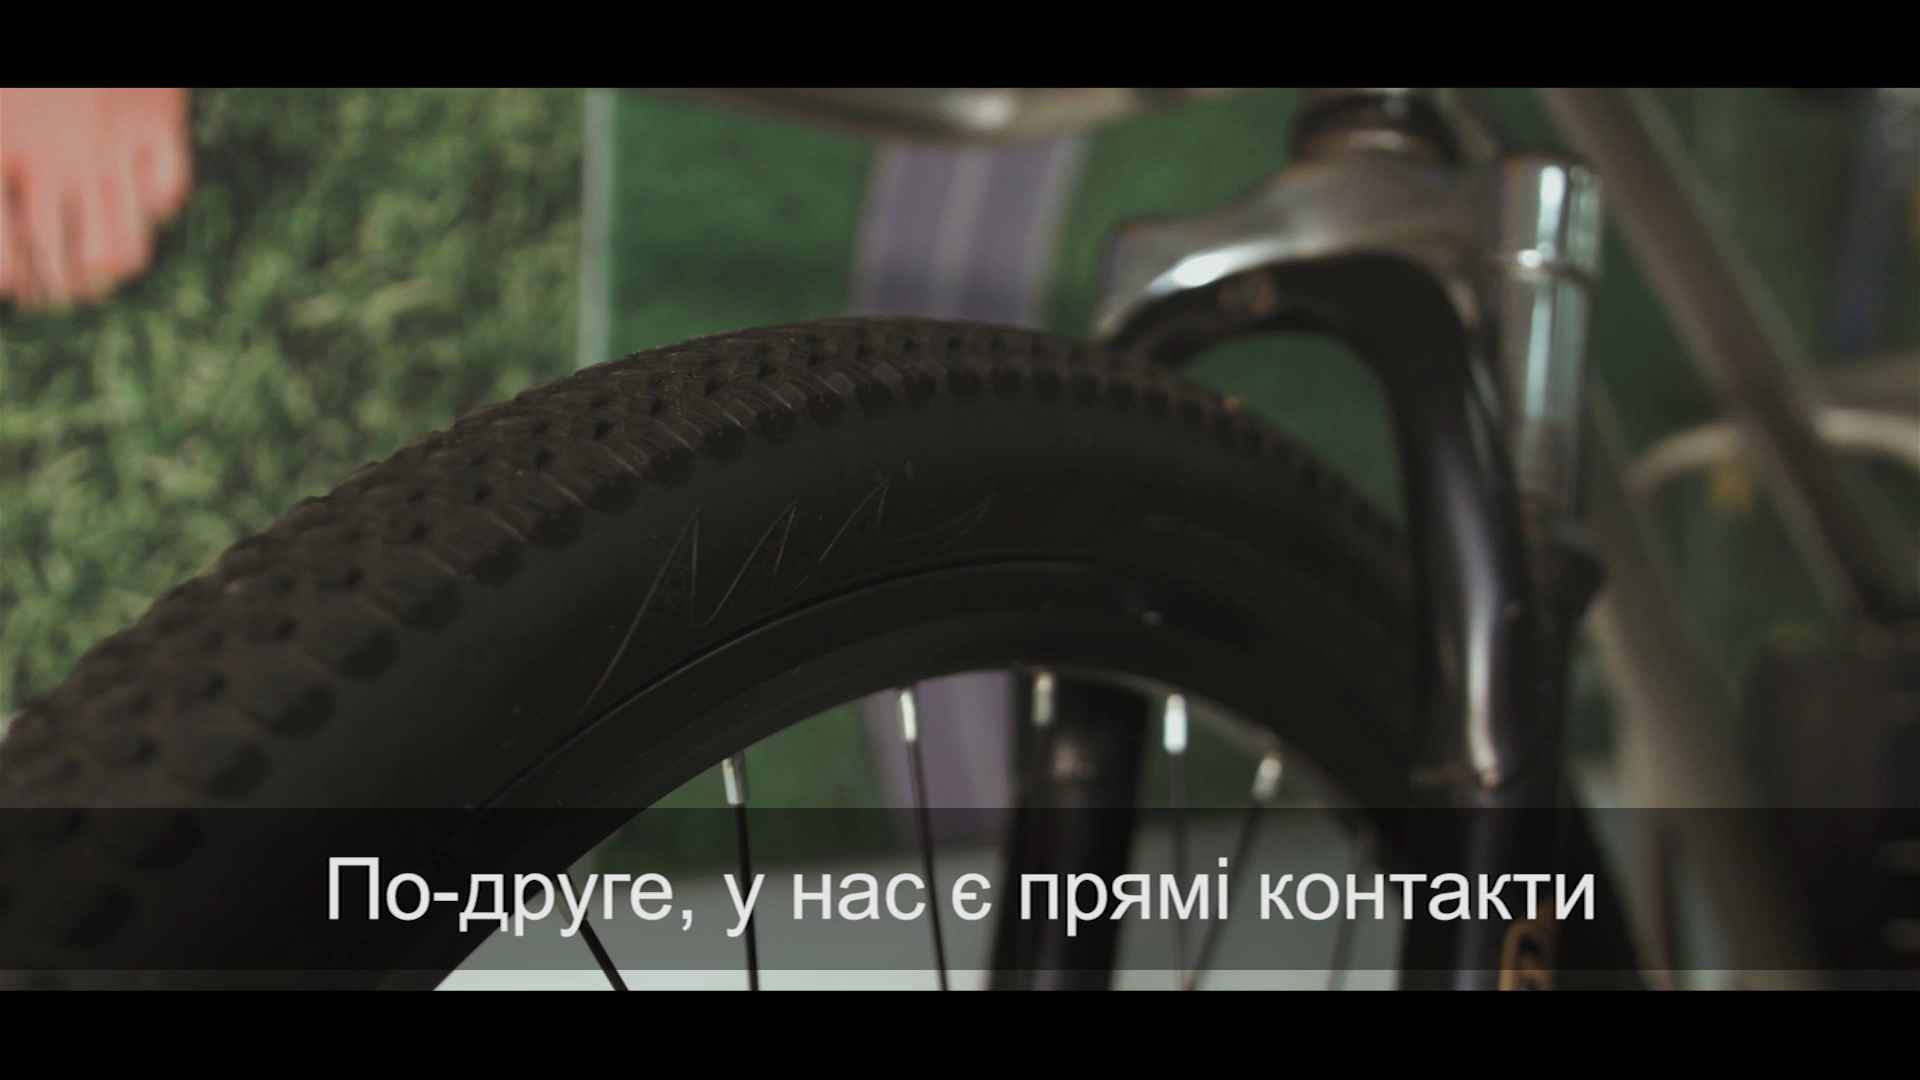 По-друге, у нас є прямі контакти